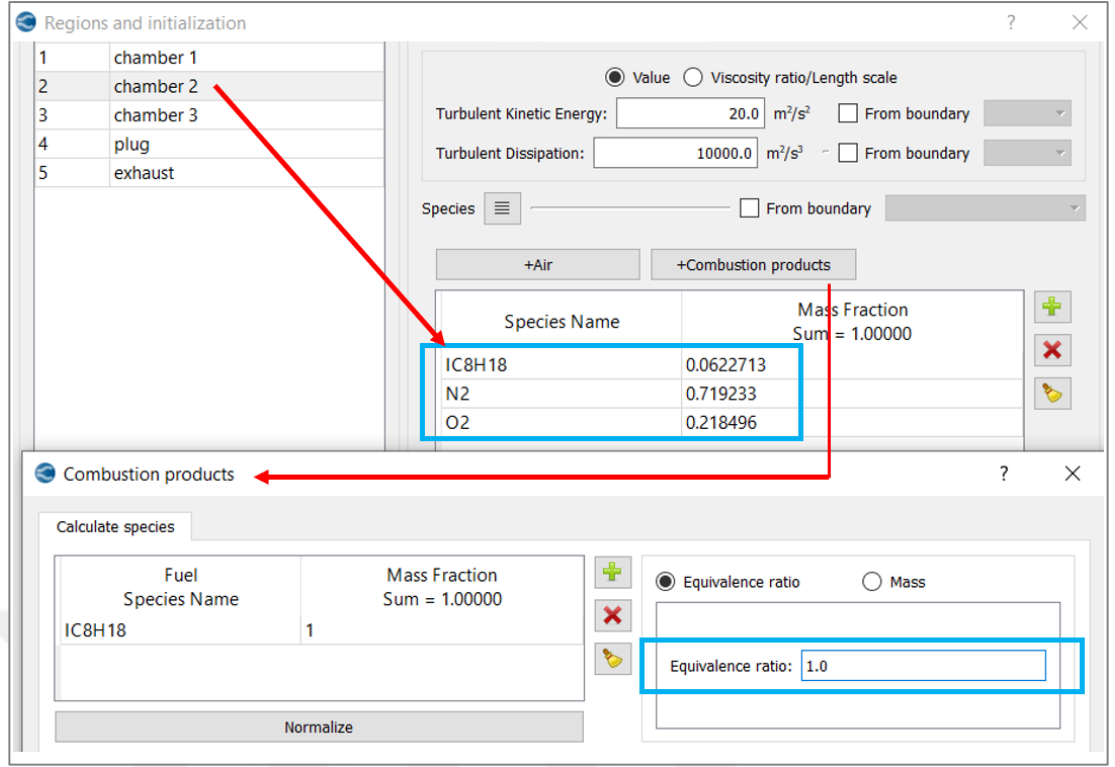 Regions and initialization ? ×
1 chamber 1
2 chamber 2
3 chamber 3
4 plug
5 exhaust
Value Viscosity ratio/Length scale
Turbulent Kinetic Energy: 20.0 m²/s² From boundary
Turbulent Dissipation: 10000.0 m²/s³ From boundary
Species From boundary
+Air +Combustion products
Species Name Mass Fraction
Sum = 1.00000
IC8H18 0.0622713
N2 0.719233
O2 0.218496
Combustion products ? ×
Calculate species
Fuel Mass Fraction
Species Name Sum = 1.00000
IC8H18 1
Equivalence ratio Mass
Equivalence ratio: 1.0
Normalize